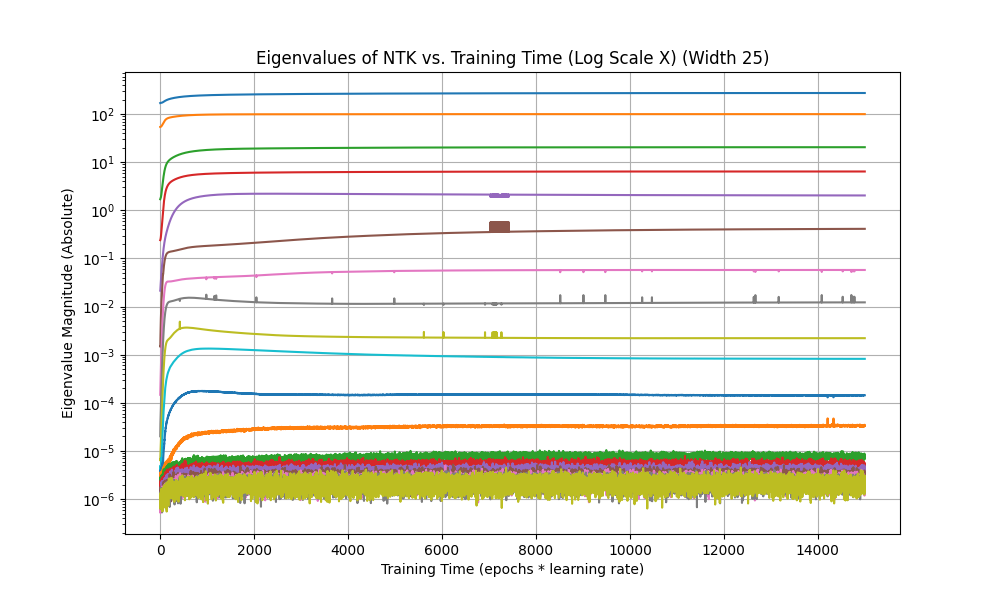 Eigenvalues of NTK vs. Training Time (Log Scale X) (Width 25)
Eigenvalue Magnitude (Absolute)
10²
10¹
10⁰
10⁻¹
10⁻²
10⁻³
10⁻⁴
10⁻⁵
10⁻⁶
0 2000 4000 6000 8000 10000 12000 14000
Training Time (epochs * learning rate)